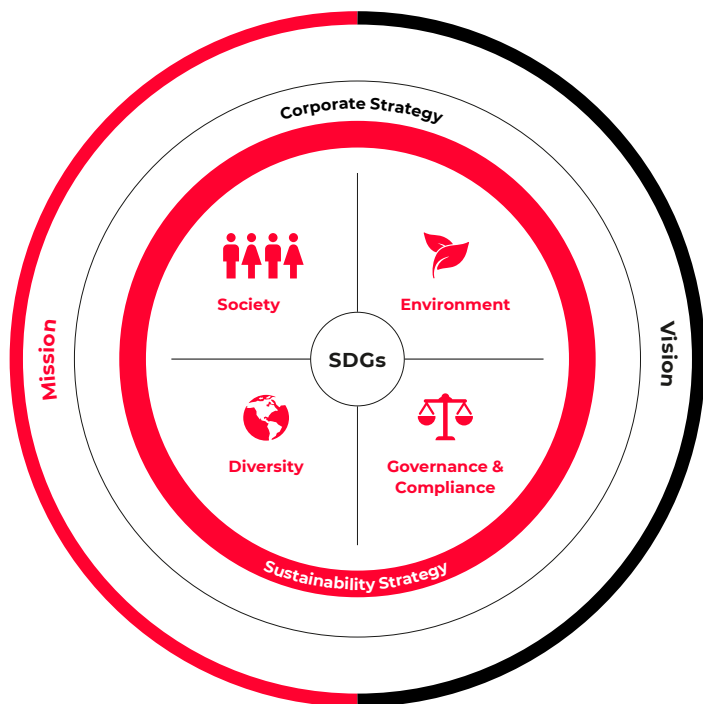 Corporate Strategy
Society
Environment
Mission
SDGs
Vision
Diversity
Governance &
Compliance
Sustainability Strategy